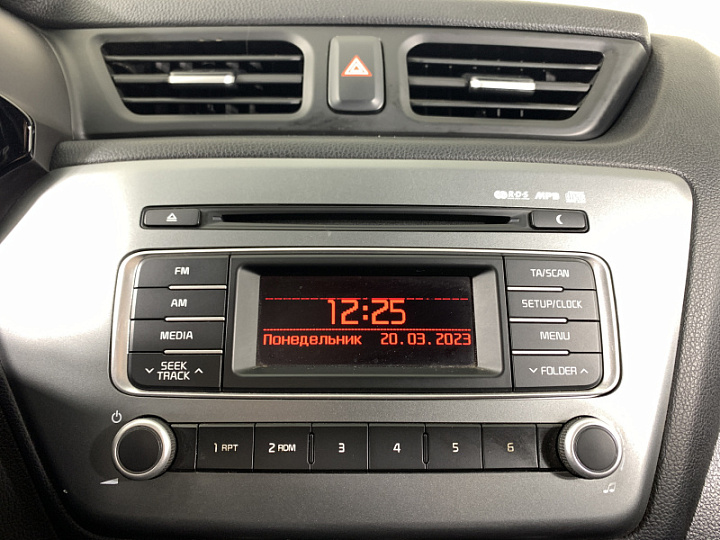 RDS MP3
FM
AM
MEDIA
SEEK
TRACK
12:25
Понедельник 20.03.2023
TA/SCAN
SETUP/CLOCK
MENU
FOLDER
1 RPT
2 RDM
3
4
5
6